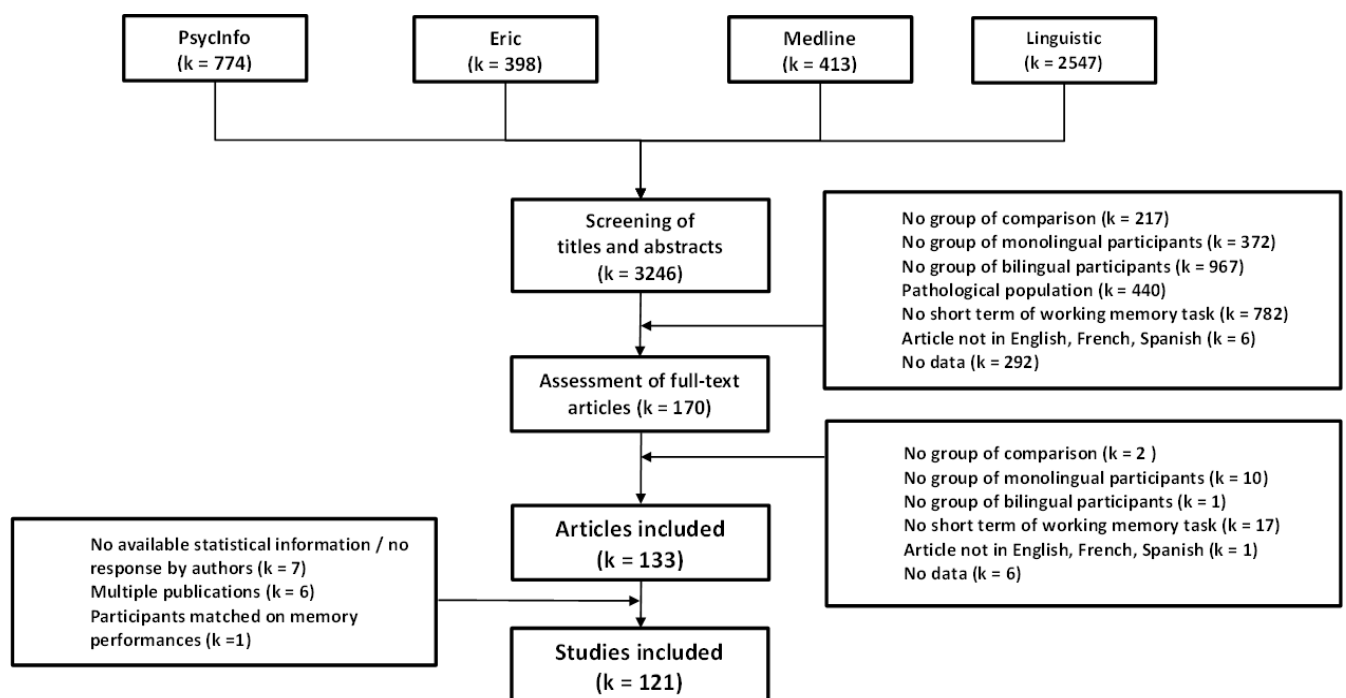 PsycInfo
(k = 774)
Eric
(k = 398)
Medline
(k = 413)
Linguistic
(k = 2547)
Screening of
titles and abstracts
(k = 3246)
No group of comparison (k = 217)
No group of monolingual participants (k = 372)
No group of bilingual participants (k = 967)
Pathological population (k = 440)
No short term of working memory task (k = 782)
Article not in English, French, Spanish (k = 6)
No data (k = 292)
Assessment of full-text
articles (k = 170)
No group of comparison (k = 2 )
No group of monolingual participants (k = 10)
No group of bilingual participants (k = 1)
No short term of working memory task (k = 17)
Article not in English, French, Spanish (k = 1)
No data (k = 6)
Articles included
(k = 133)
No available statistical information / no
response by authors (k = 7)
Multiple publications (k = 6)
Participants matched on memory
performances (k =1)
Studies included
(k = 121)